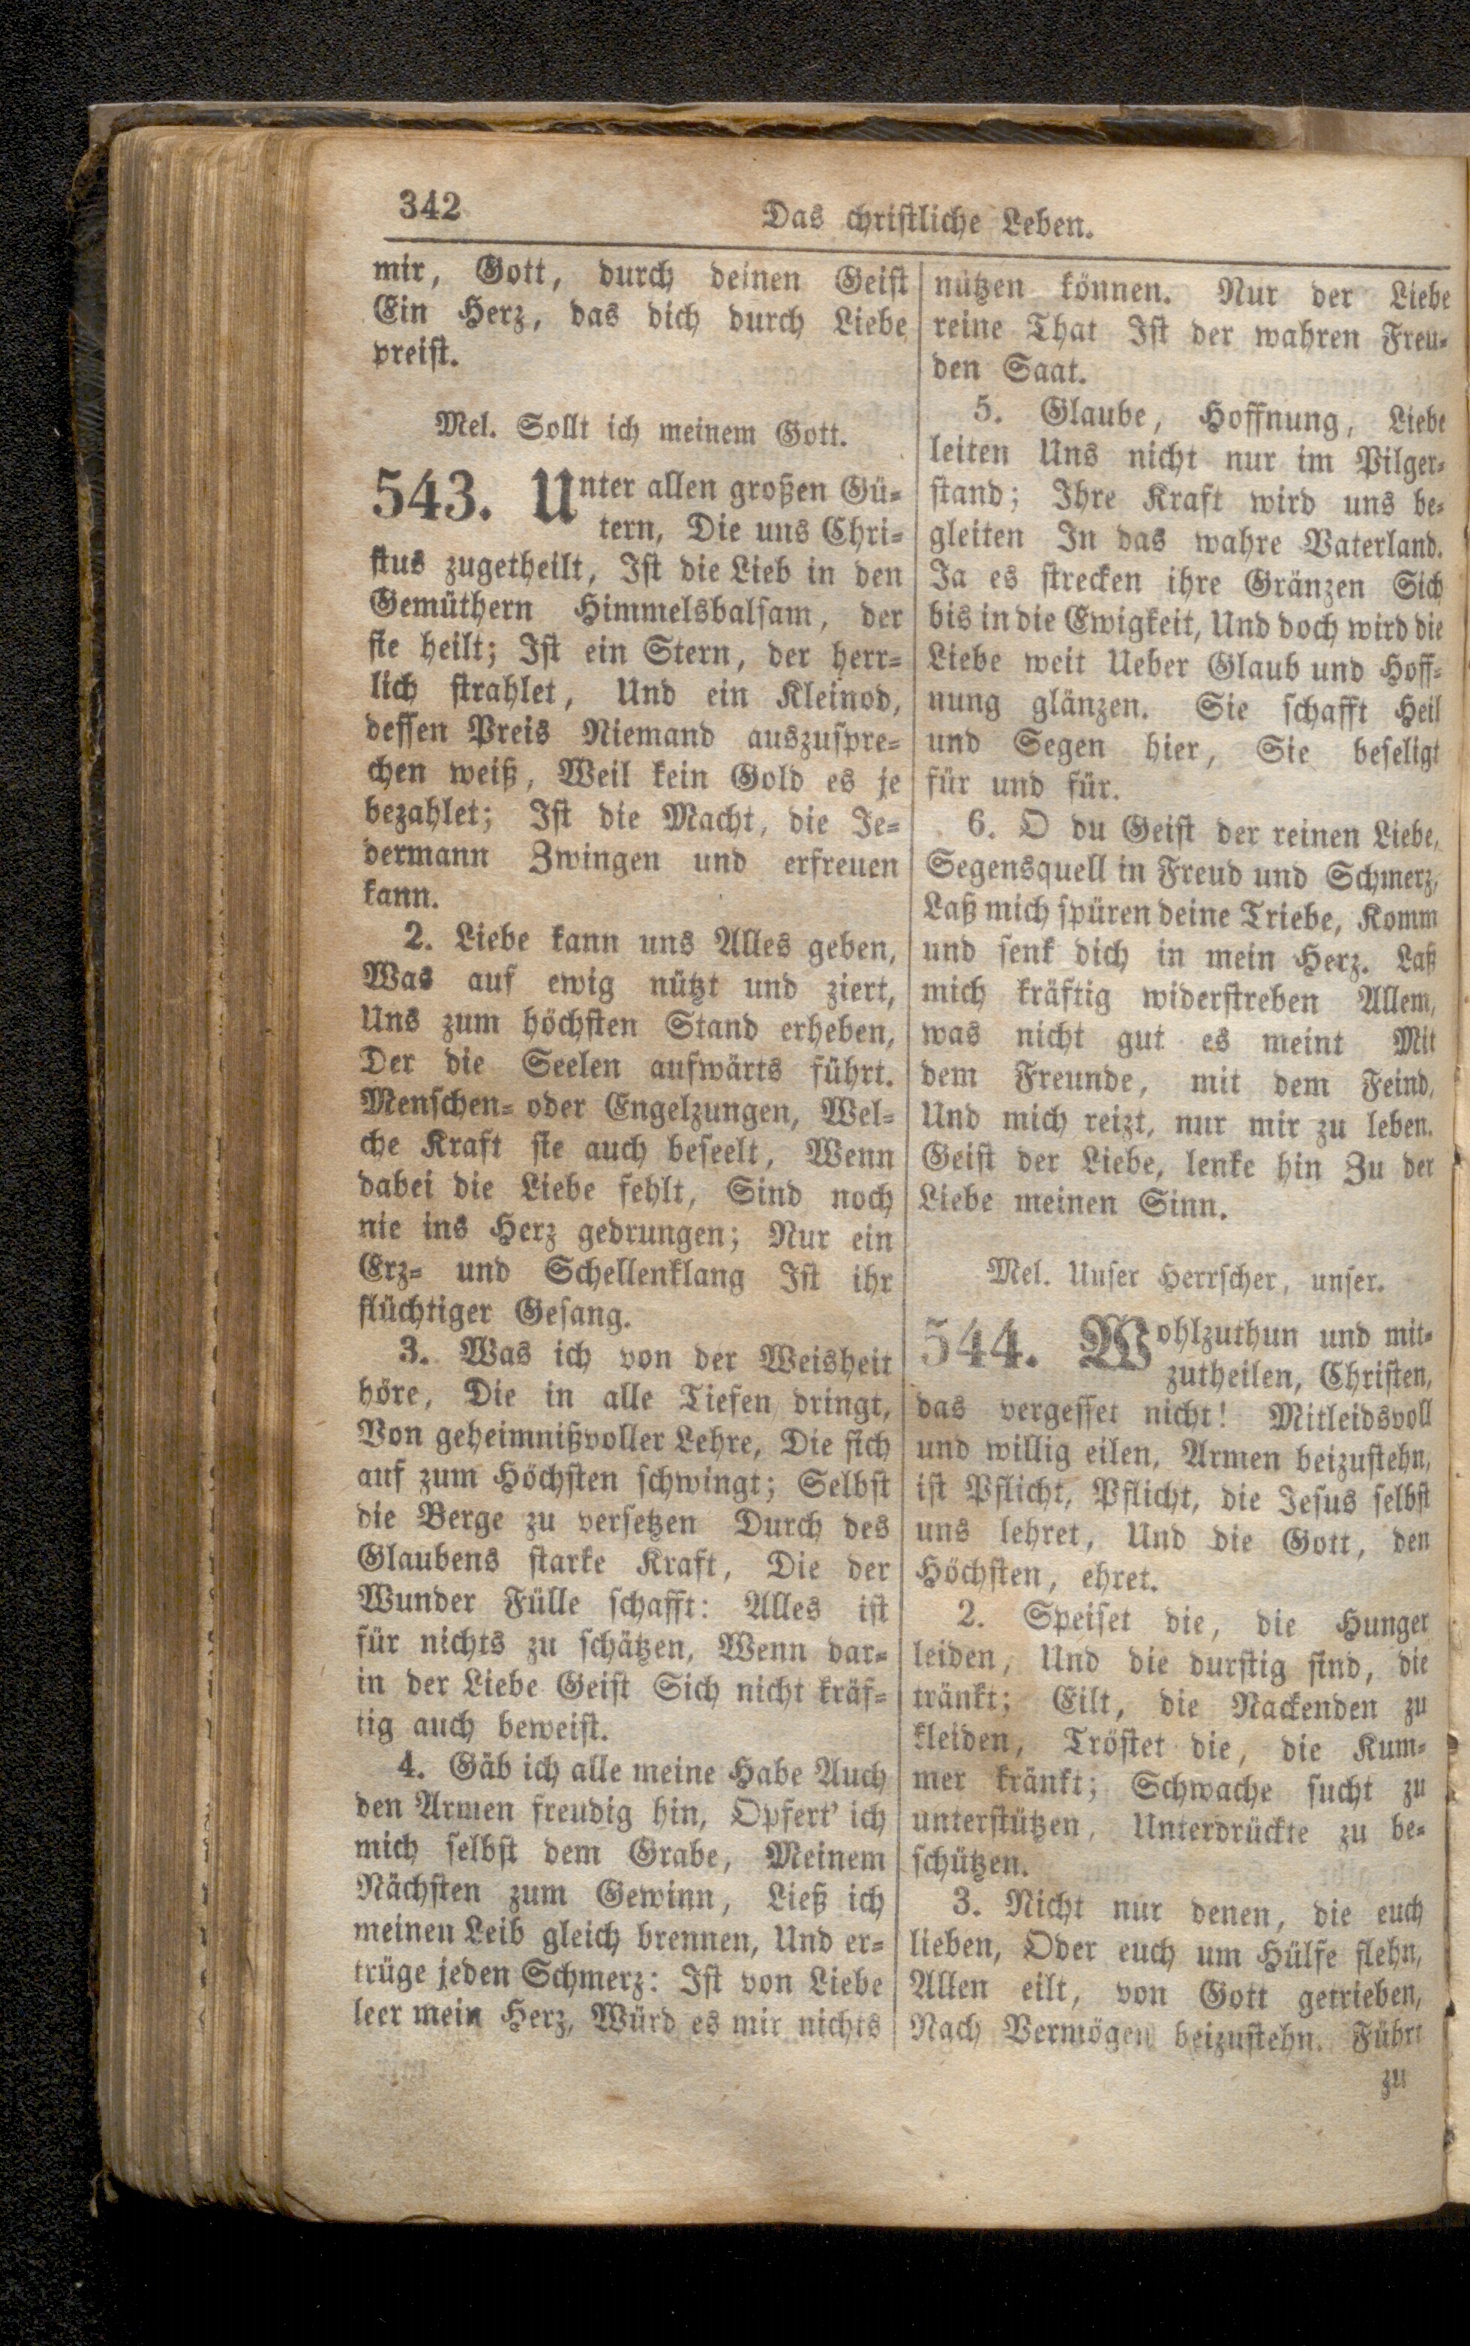 342
Das christliche Leben.
mir, Gott, durch deinen Geist
Ein Herz, das dich durch Liebe
preist.
Mel. Sollt ich meinem Gott.
543. Unter allen großen Gü-
tern, Die uns Chri-
stus zugetheilt, Ist die Lieb in den
Gemüthern Himmelsbalsam, der
sie heilt; Ist ein Stern, der herr-
lich strahlet, Und ein Kleinod,
dessen Preis Niemand auszuspre-
chen weiß, Weil kein Gold es je
bezahlet; Ist die Macht, die Je-
dermann Zwingen und erfreuen
kann.
2. Liebe kann uns Alles geben,
Was auf ewig nützt und ziert,
Uns zum höchsten Stand erheben,
Der die Seelen aufwärts führt.
Menschen- oder Engelzungen, Wel-
che Kraft sie auch beseelt, Wenn
dabei die Liebe fehlt, Sind noch
nie ins Herz gedrungen; Nur ein
Erz- und Schellenklang Ist ihr
flüchtiger Gesang.
3. Was ich von der Weisheit
höre, Die in alle Tiefen dringt,
Von geheimnißvoller Lehre, Die sich
auf zum Höchsten schwingt; Selbst
die Berge zu versetzen Durch des
Glaubens starke Kraft, Die der
Wunder Fülle schafft: Alles ist
für nichts zu schätzen, Wenn dar-
in der Liebe Geist Sich nicht kräf-
tig auch beweist.
4. Gäb ich alle meine Habe Auch
den Armen freudig hin, Opfert' ich
mich selbst dem Grabe, Meinem
Nächsten zum Gewinn, Ließ ich
meinen Leib gleich brennen, Und er-
trüge jeden Schmerz: Ist von Liebe
leer mein Herz, Würd es mir nichts
nützen können. Nur der Liebe
reine That Ist der wahren Freu-
den Saat.
5. Glaube, Hoffnung, Liebe
leiten Uns nicht nur im Pilger-
stand; Ihre Kraft wird uns be-
gleiten In das wahre Vaterland.
Ja es strecken ihre Gränzen Sich
bis in die Ewigkeit, Und doch wird die
Liebe weit Ueber Glaub und Hoff-
nung glänzen. Sie schafft Heil
und Segen hier, Sie beseligt
für und für.
6. O du Geist der reinen Liebe,
Segensquell in Freud und Schmerz,
Laß mich spüren deine Triebe, Komm
und senk dich in mein Herz. Laß
mich kräftig widerstreben Allem,
was nicht gut es meint Mit
dem Freunde, mit dem Feind,
Und mich reizt, nur mir zu leben.
Geist der Liebe, lenke hin Zu der
Liebe meinen Sinn.
Mel. Unser Herrscher, unser.
544. Wohlzuthun und mit-
zutheilen, Christen,
das vergesset nicht! Mitleidsvoll
und willig eilen, Armen beizustehn,
ist Pflicht, Pflicht, die Jesus selbst
uns lehret, Und die Gott, den
Höchsten, ehret.
2. Speiset die, die Hunger
leiden, Und die durstig sind, die
tränkt; Eilt, die Nackenden zu
kleiden, Tröstet die, die Kum-
mer kränkt; Schwache sucht zu
unterstützen, Unterdrückte zu be-
schützen.
3. Nicht nur denen, die euch
lieben, Oder euch um Hülfe flehn,
Allen eilt, von Gott getrieben,
Nach Vermögen beizustehn. Führt
zu